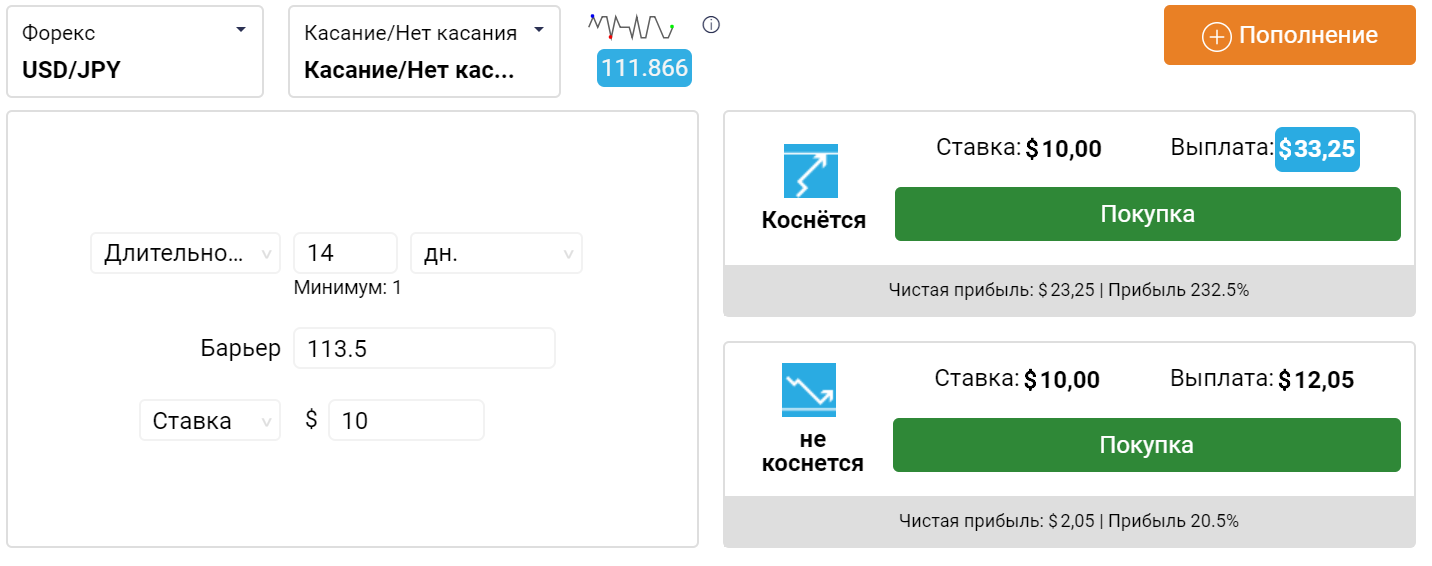 Форекс
USD/JPY
Касание/Нет касания
Касание/Нет кас...
111.866
Пополнение
Длительно...
14
дн.
Минимум: 1
Барьер
113.5
Ставка
$
10
Коснётся
Ставка: $10,00
Выплата: $33,25
Покупка
Чистая прибыль: $23,25 | Прибыль 232.5%
не
коснется
Ставка: $10,00
Выплата: $12,05
Покупка
Чистая прибыль: $2,05 | Прибыль 20.5%